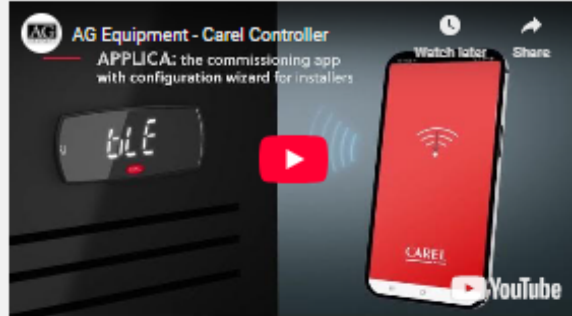 AG
AG Equipment - Carel Controller
Watch later
Share
APPLICA: the commissioning app
with configuration wizard for installers
bLE
CAREL
YouTube